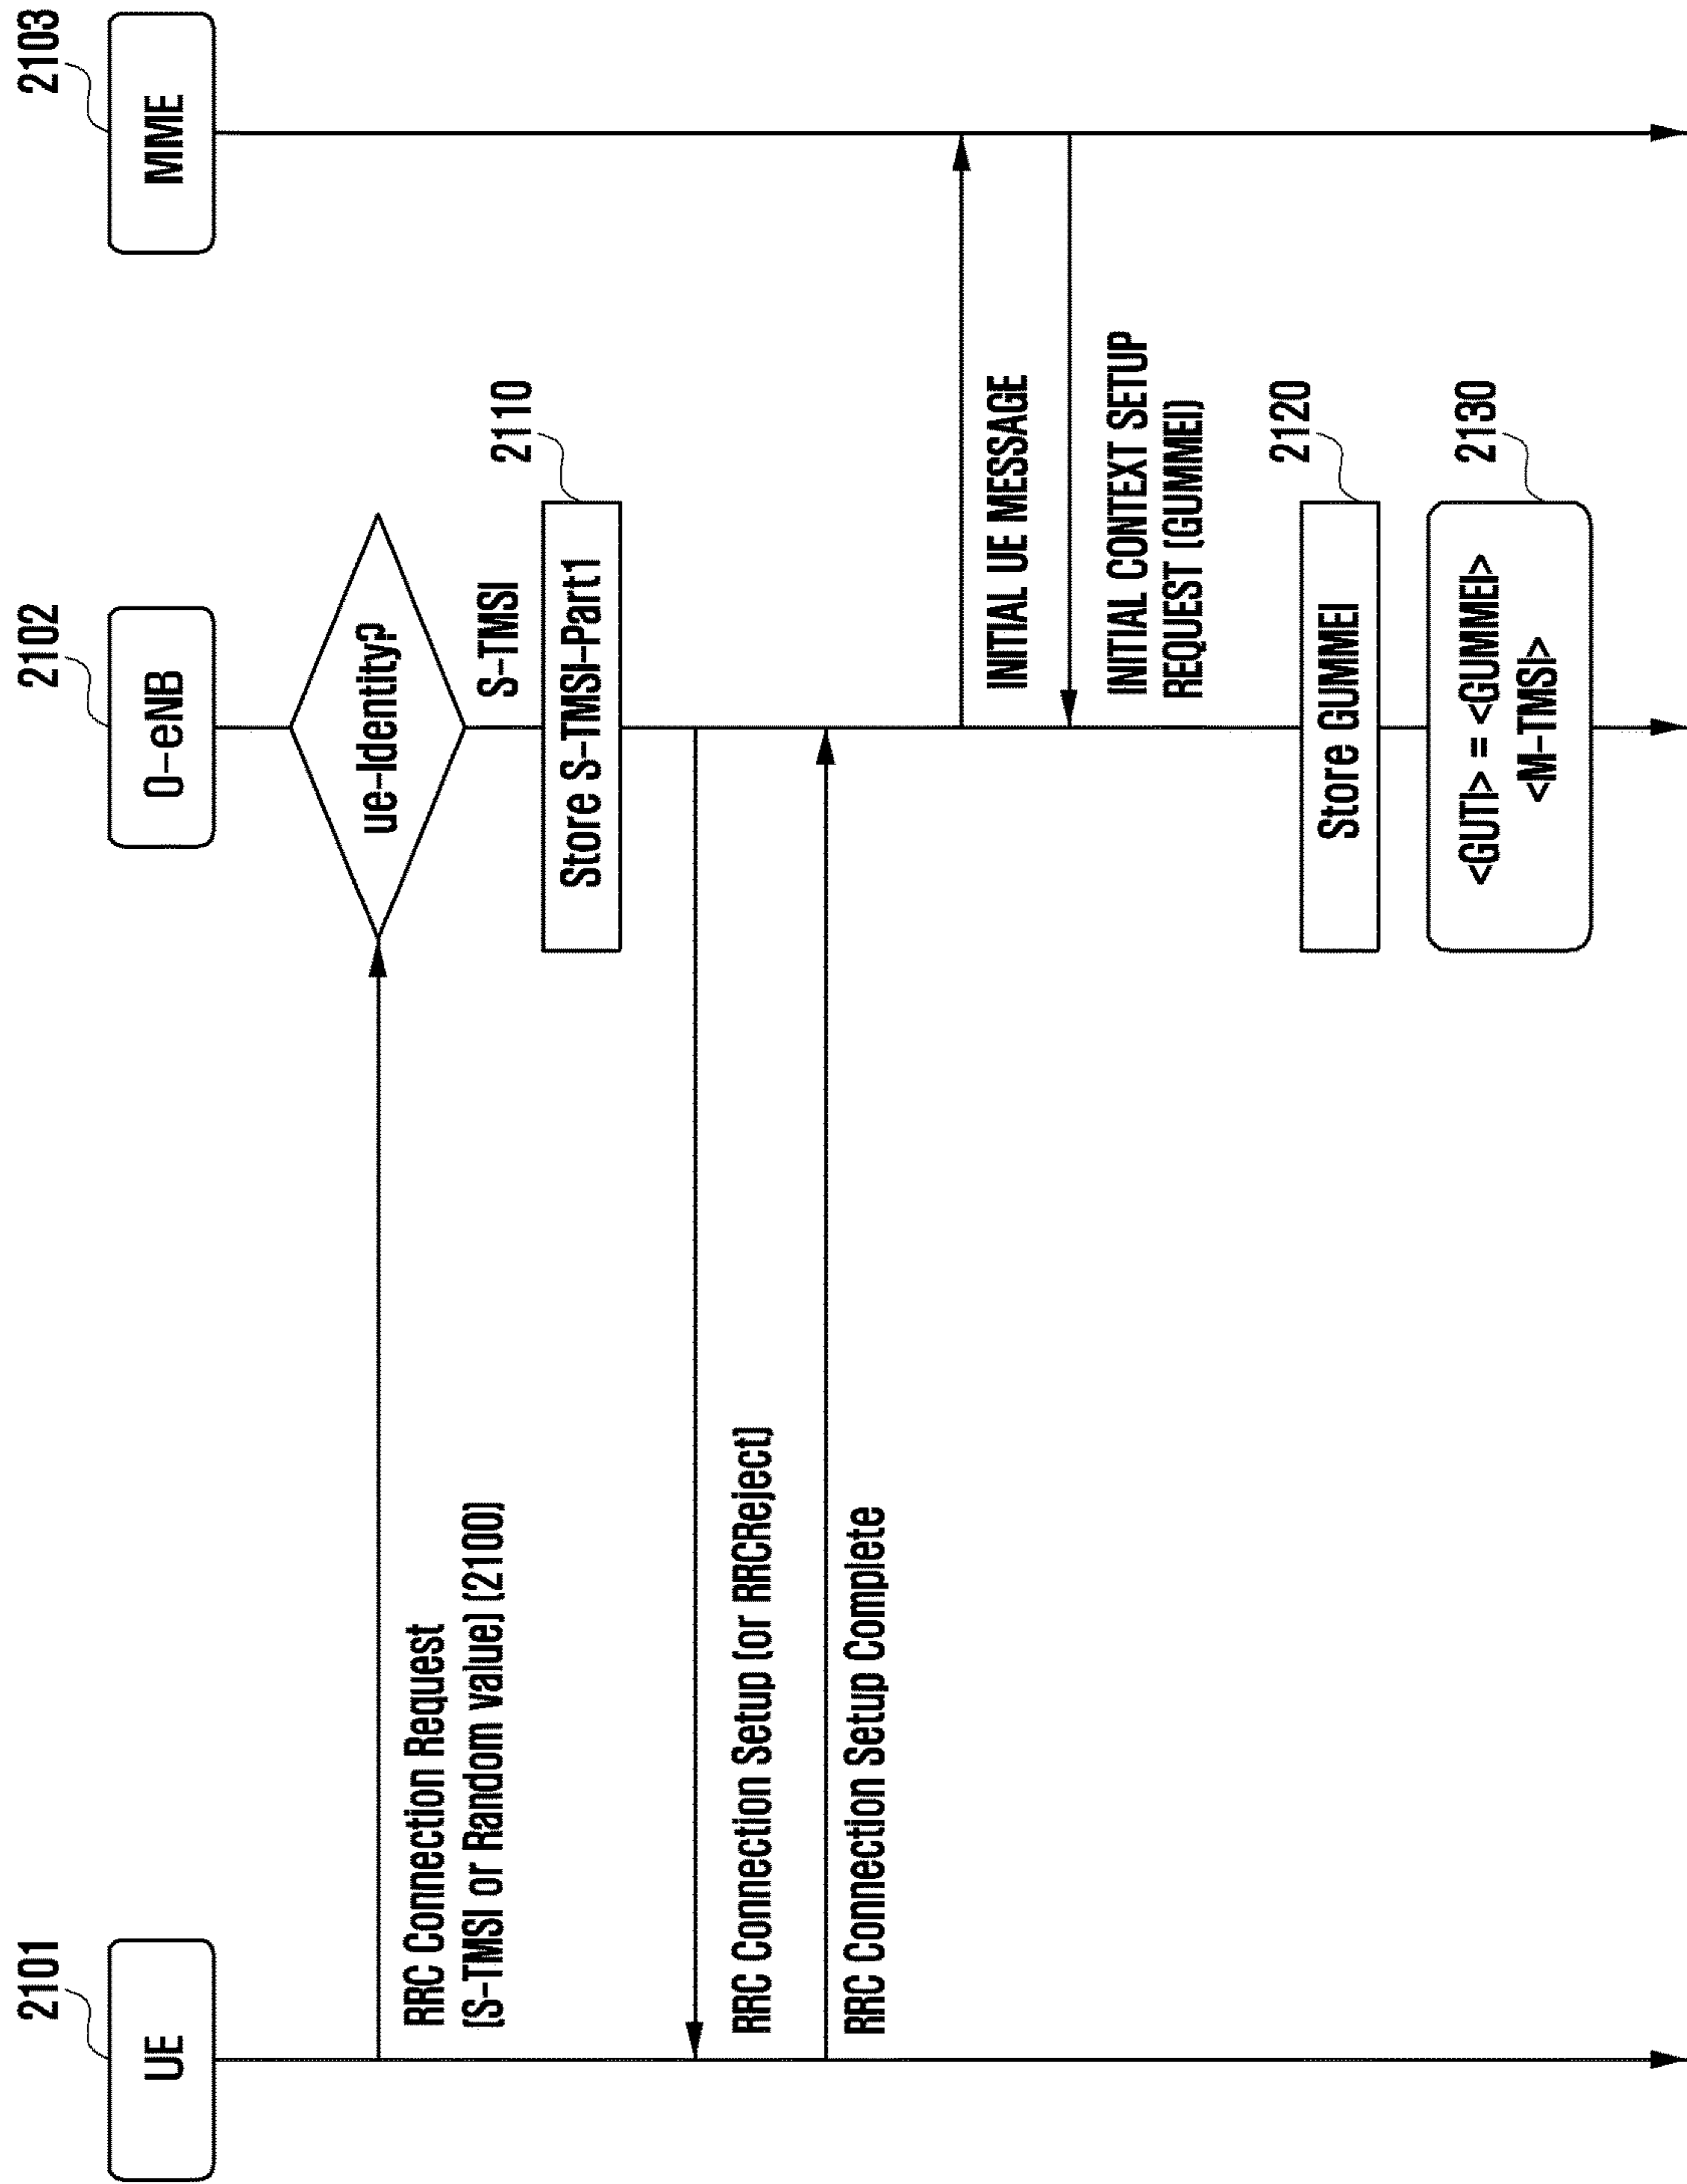 2101
2102
2103
UE
O-eNB
MME
ue-Identity?
RRC Connection Request
(S-TMSI or Random value) (2100)
S-TMSI
2110
Store S-TMSI-Part1
RRC Connection Setup (or RRCReject)
RRC Connection Setup Complete
INITIAL UE MESSAGE
INITIAL CONTEXT SETUP
REQUEST (GUMMEI)
2120
Store GUMMEI
2130
<GUTI> = <GUMMEI>
<M-TMSI>